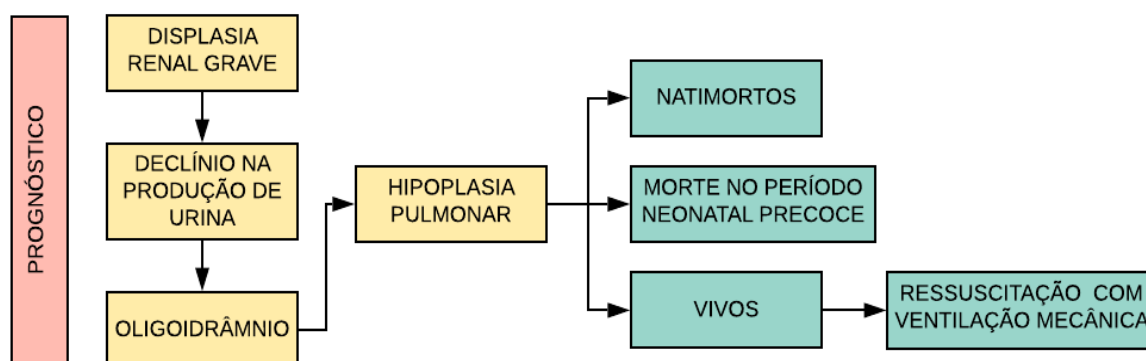 PROGNÓSTICO
DISPLASIA
RENAL GRAVE
DECLÍNIO NA
PRODUÇÃO DE
URINA
OLIGOIDRÂMNIO
HIPOPLASIA
PULMONAR
NATIMORTOS
MORTE NO PERÍODO
NEONATAL PRECOCE
VIVOS
RESSUSCITAÇÃO COM
VENTILAÇÃO MECÂNICA